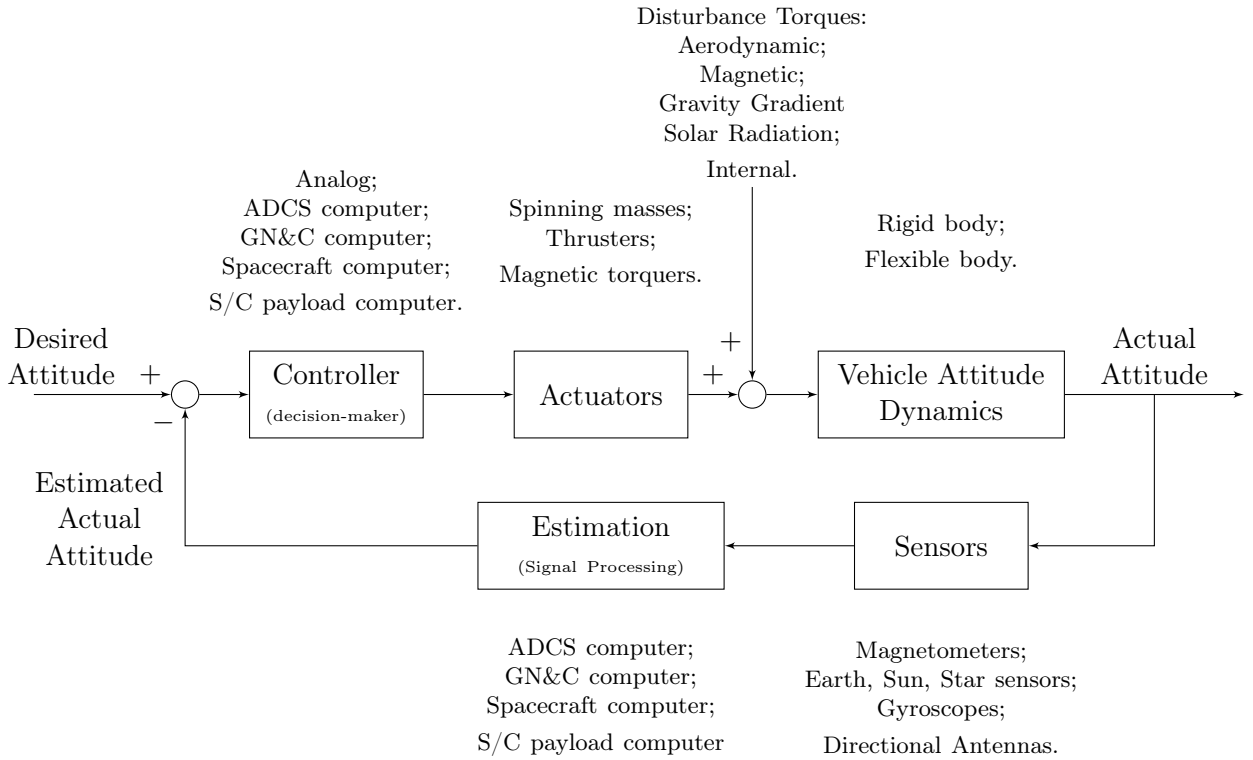 Disturbance Torques:
Aerodynamic;
Magnetic;
Gravity Gradient
Solar Radiation;
Internal.
Analog;
ADCS computer;
GN&C computer;
Spacecraft computer;
S/C payload computer.
Spinning masses;
Thrusters;
Magnetic torquers.
Rigid body;
Flexible body.
Desired
Attitude
+
−
Controller
(decision-maker)
Actuators
+
+
Vehicle Attitude
Dynamics
Actual
Attitude
Estimated
Actual
Attitude
Estimation
(Signal Processing)
Sensors
ADCS computer;
GN&C computer;
Spacecraft computer;
S/C payload computer
Magnetometers;
Earth, Sun, Star sensors;
Gyroscopes;
Directional Antennas.